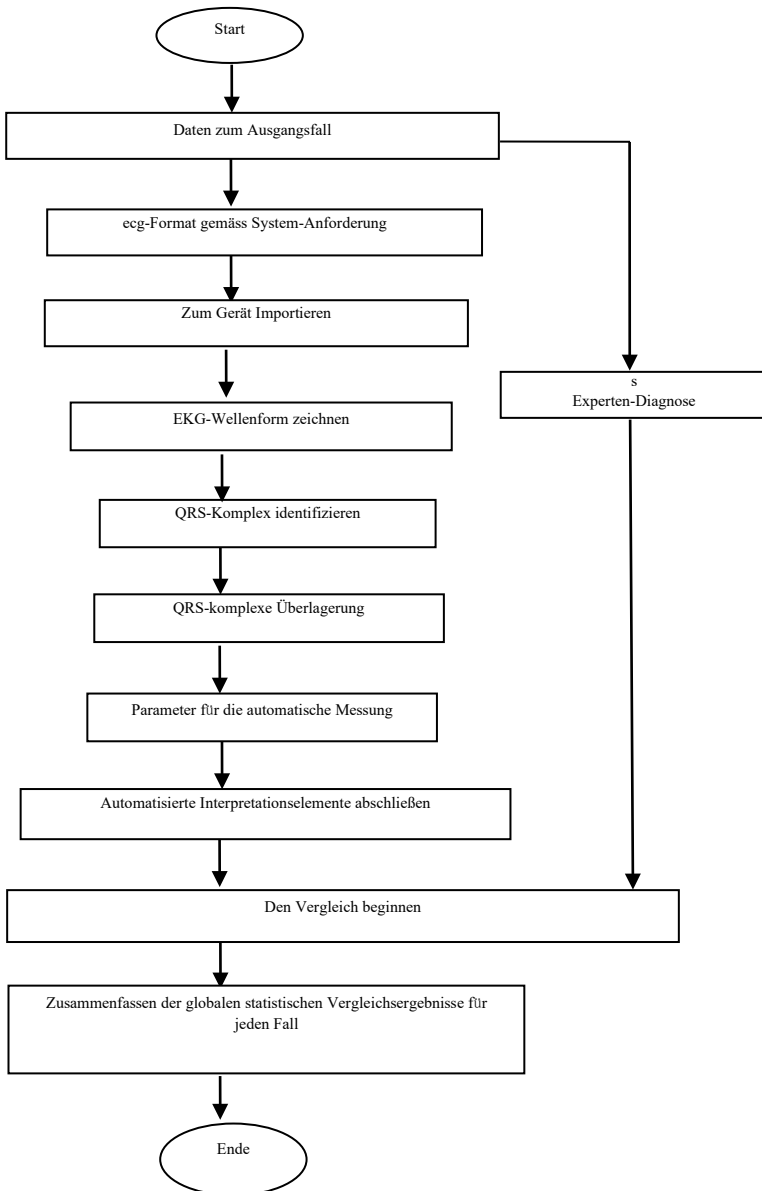 Start
Daten zum Ausgangsfall
ecg-Format gemäss System-Anforderung
Zum Gerät Importieren
s
Experten-Diagnose
EKG-Wellenform zeichnen
QRS-Komplex identifizieren
QRS-komplexe Überlagerung
Parameter für die automatische Messung
Automatisierte Interpretationselemente abschließen
Den Vergleich beginnen
Zusammenfassen der globalen statistischen Vergleichsergebnisse für
jeden Fall
Ende